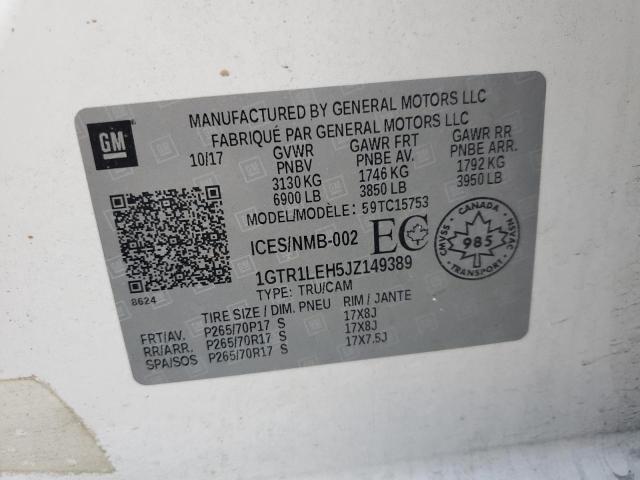 MANUFACTURED BY GENERAL MOTORS LLC
FABRIQUÉ PAR GENERAL MOTORS LLC
GM
10/17 GVWR GAWR FRT GAWR RR
PNBV PNBE AV. PNBE ARR.
3130 KG 1746 KG 1792 KG
6900 LB 3850 LB 3950 LB
MODEL/MODÈLE: 59TC15753
ICES/NMB-002 EC
CANADA
CMVSS 985 NSVAC
TRANSPORT
1GTR1LEH5JZ149389
8624
TYPE: TRU/CAM
TIRE SIZE / DIM. PNEU RIM / JANTE
FRT/AV. P265/70P17 S 17X8J
RR/ARR. P265/70R17 S 17X8J
SPA/SOS P265/70R17 S 17X7.5J